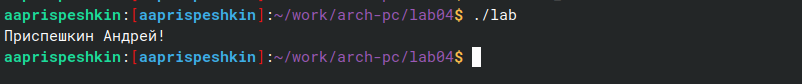 aaprispeshkin:[aaprispeshkin]:~/work/arch-pc/lab04$ ./lab
Приспешкин Андрей!
aaprispeshkin:[aaprispeshkin]:~/work/arch-pc/lab04$